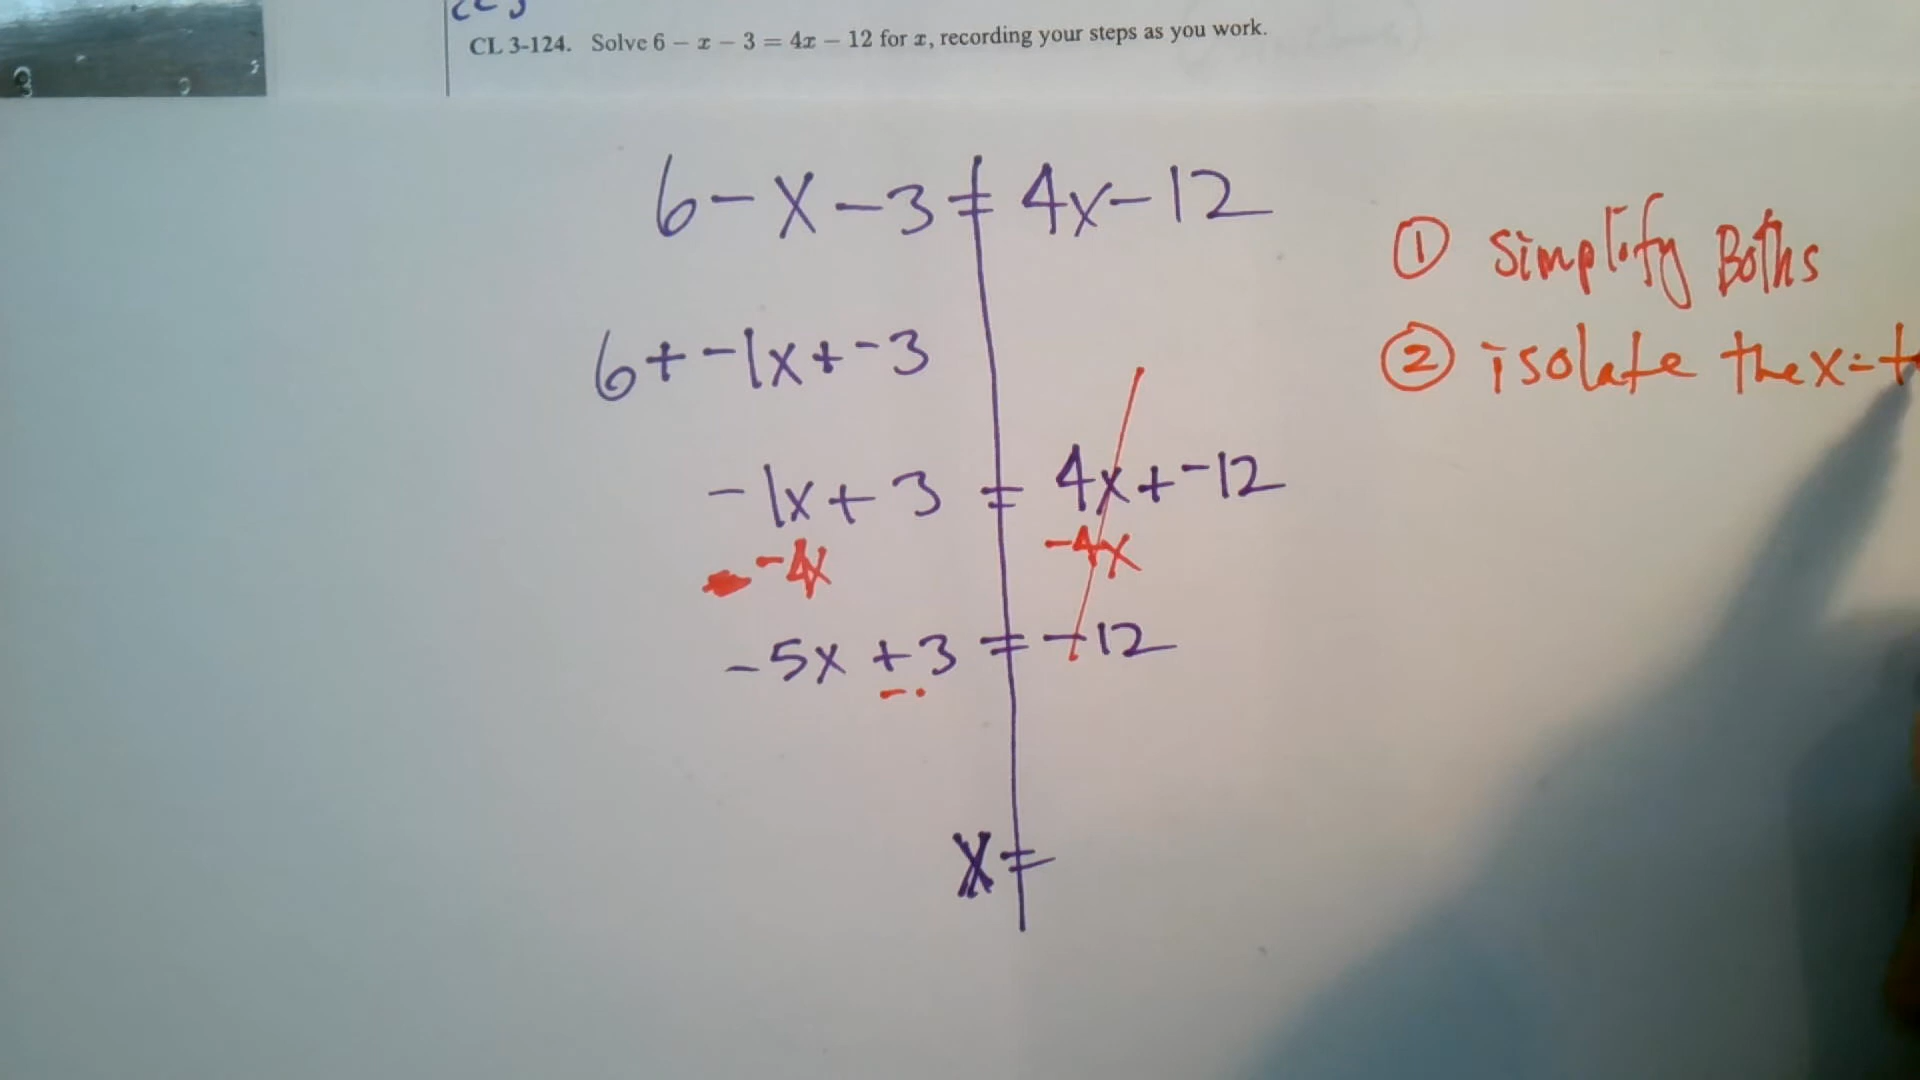 CL 3-124. Solve 6 − x − 3 = 4x − 12 for x, recording your steps as you work.
6 - x - 3 = 4x - 12
① Simplify Boths
6 + -1x + -3
② isolate the x-t
-1x + 3 = 4x + -12
-4x -4x
-5x + 3 = -12
x =